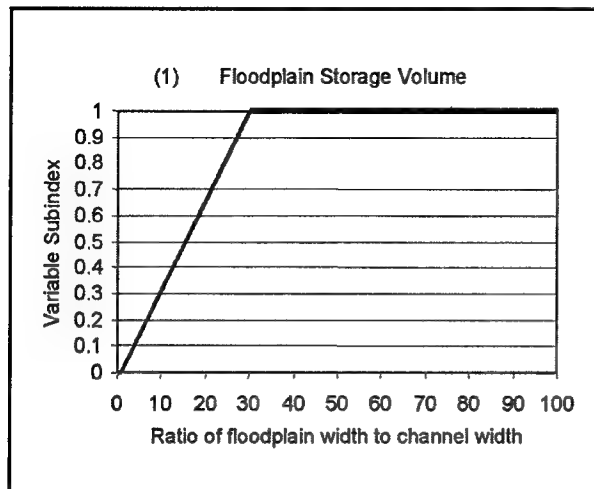 (1) Floodplain Storage Volume
Variable Subindex
1
0.9
0.8
0.7
0.6
0.5
0.4
0.3
0.2
0.1
0
0 10 20 30 40 50 60 70 80 90 100
Ratio of floodplain width to channel width